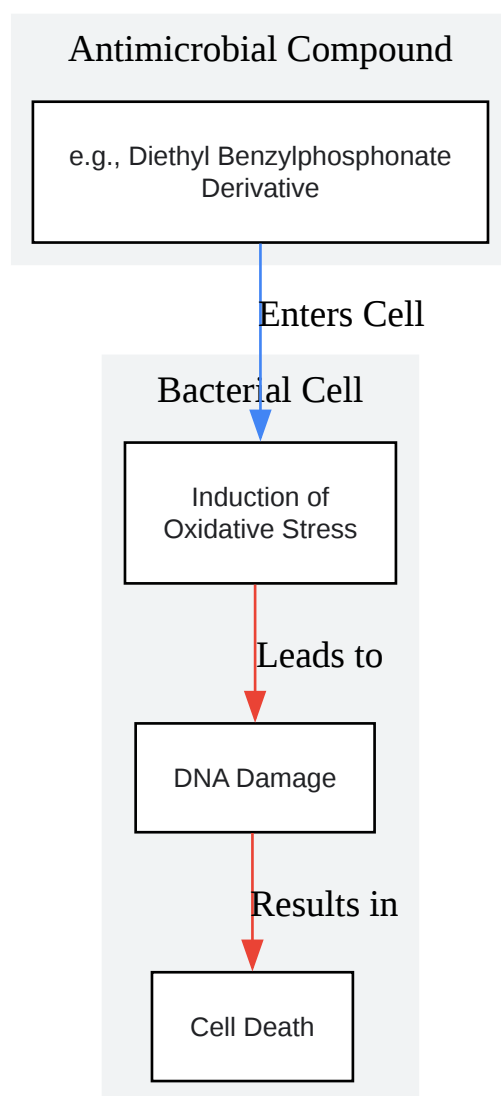 Antimicrobial Compound
e.g., Diethyl Benzylphosphonate
Derivative
Enters Cell
Bacterial Cell
Induction of
Oxidative Stress
Leads to
DNA Damage
Results in
Cell Death